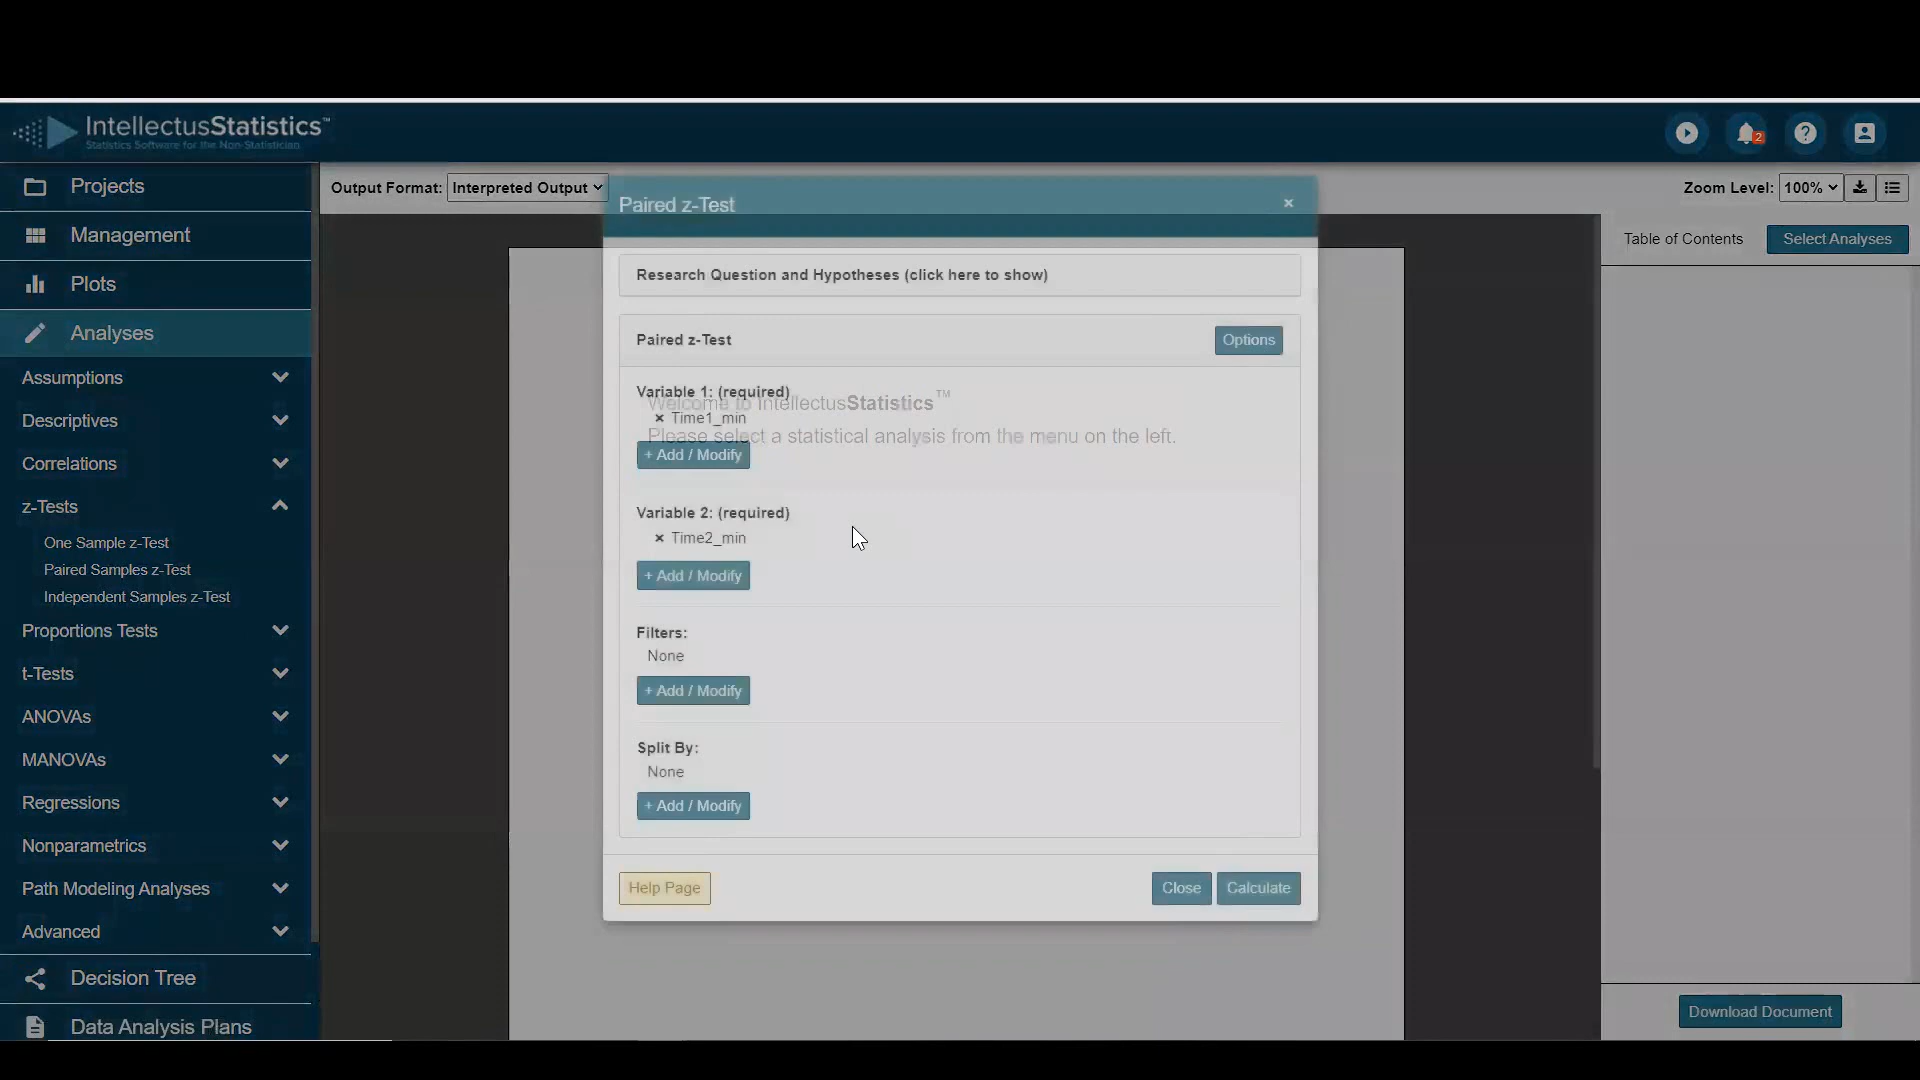 IntellectusStatistics™
Statistics Software for the Non-Statistician
2
Projects
Management
Plots
Analyses
Assumptions
Descriptives
Correlations
z-Tests
One Sample z-Test
Paired Samples z-Test
Independent Samples z-Test
Proportions Tests
t-Tests
ANOVAs
MANOVAs
Regressions
Nonparametrics
Path Modeling Analyses
Advanced
Decision Tree
Data Analysis Plans
Output Format: Interpreted Output
Zoom Level: 100%
Paired z-Test ×
Research Question and Hypotheses (click here to show)
Paired z-Test Options
Variable 1: (required)
Welcome to IntellectusStatistics™
× Time1_min
Please select a statistical analysis from the menu on the left.
+ Add / Modify
Variable 2: (required)
× Time2_min
+ Add / Modify
Filters:
None
+ Add / Modify
Split By:
None
+ Add / Modify
Help Page Close Calculate
Table of Contents Select Analyses
Download Document